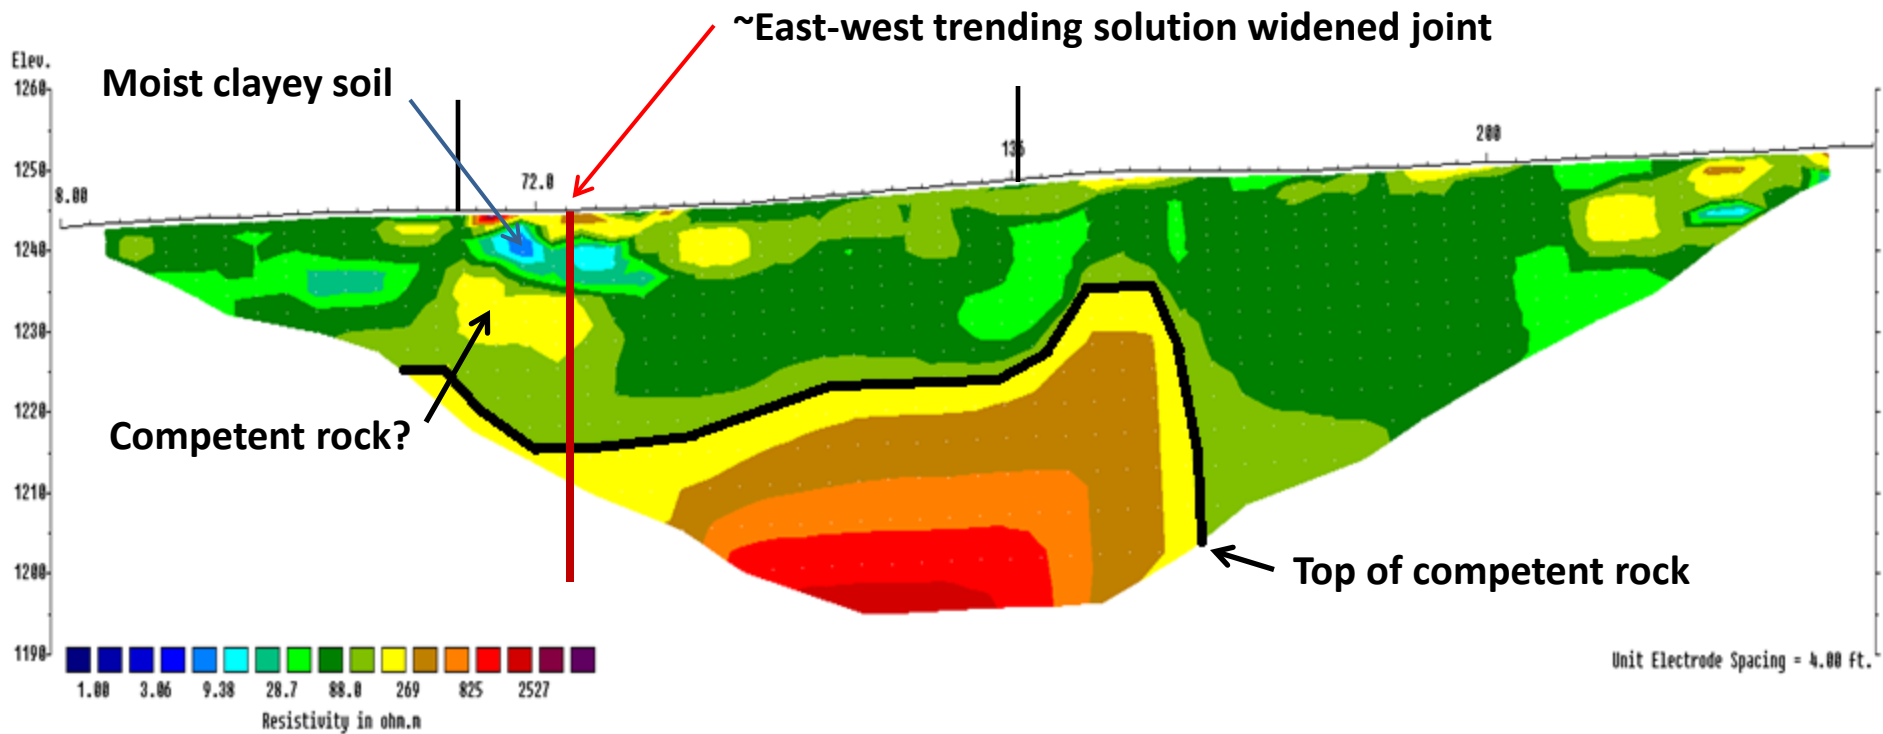 ~East-west trending solution widened joint
Elev.
Moist clayey soil
1260
136
200
1250
72.0
8.00
1240
1230
1220
Competent rock?
1210
1200
Top of competent rock
1190
Unit Electrode Spacing = 4.00 ft.
1.00 3.06 9.38 28.7 88.0 269 825 2527
Resistivity in ohm.m